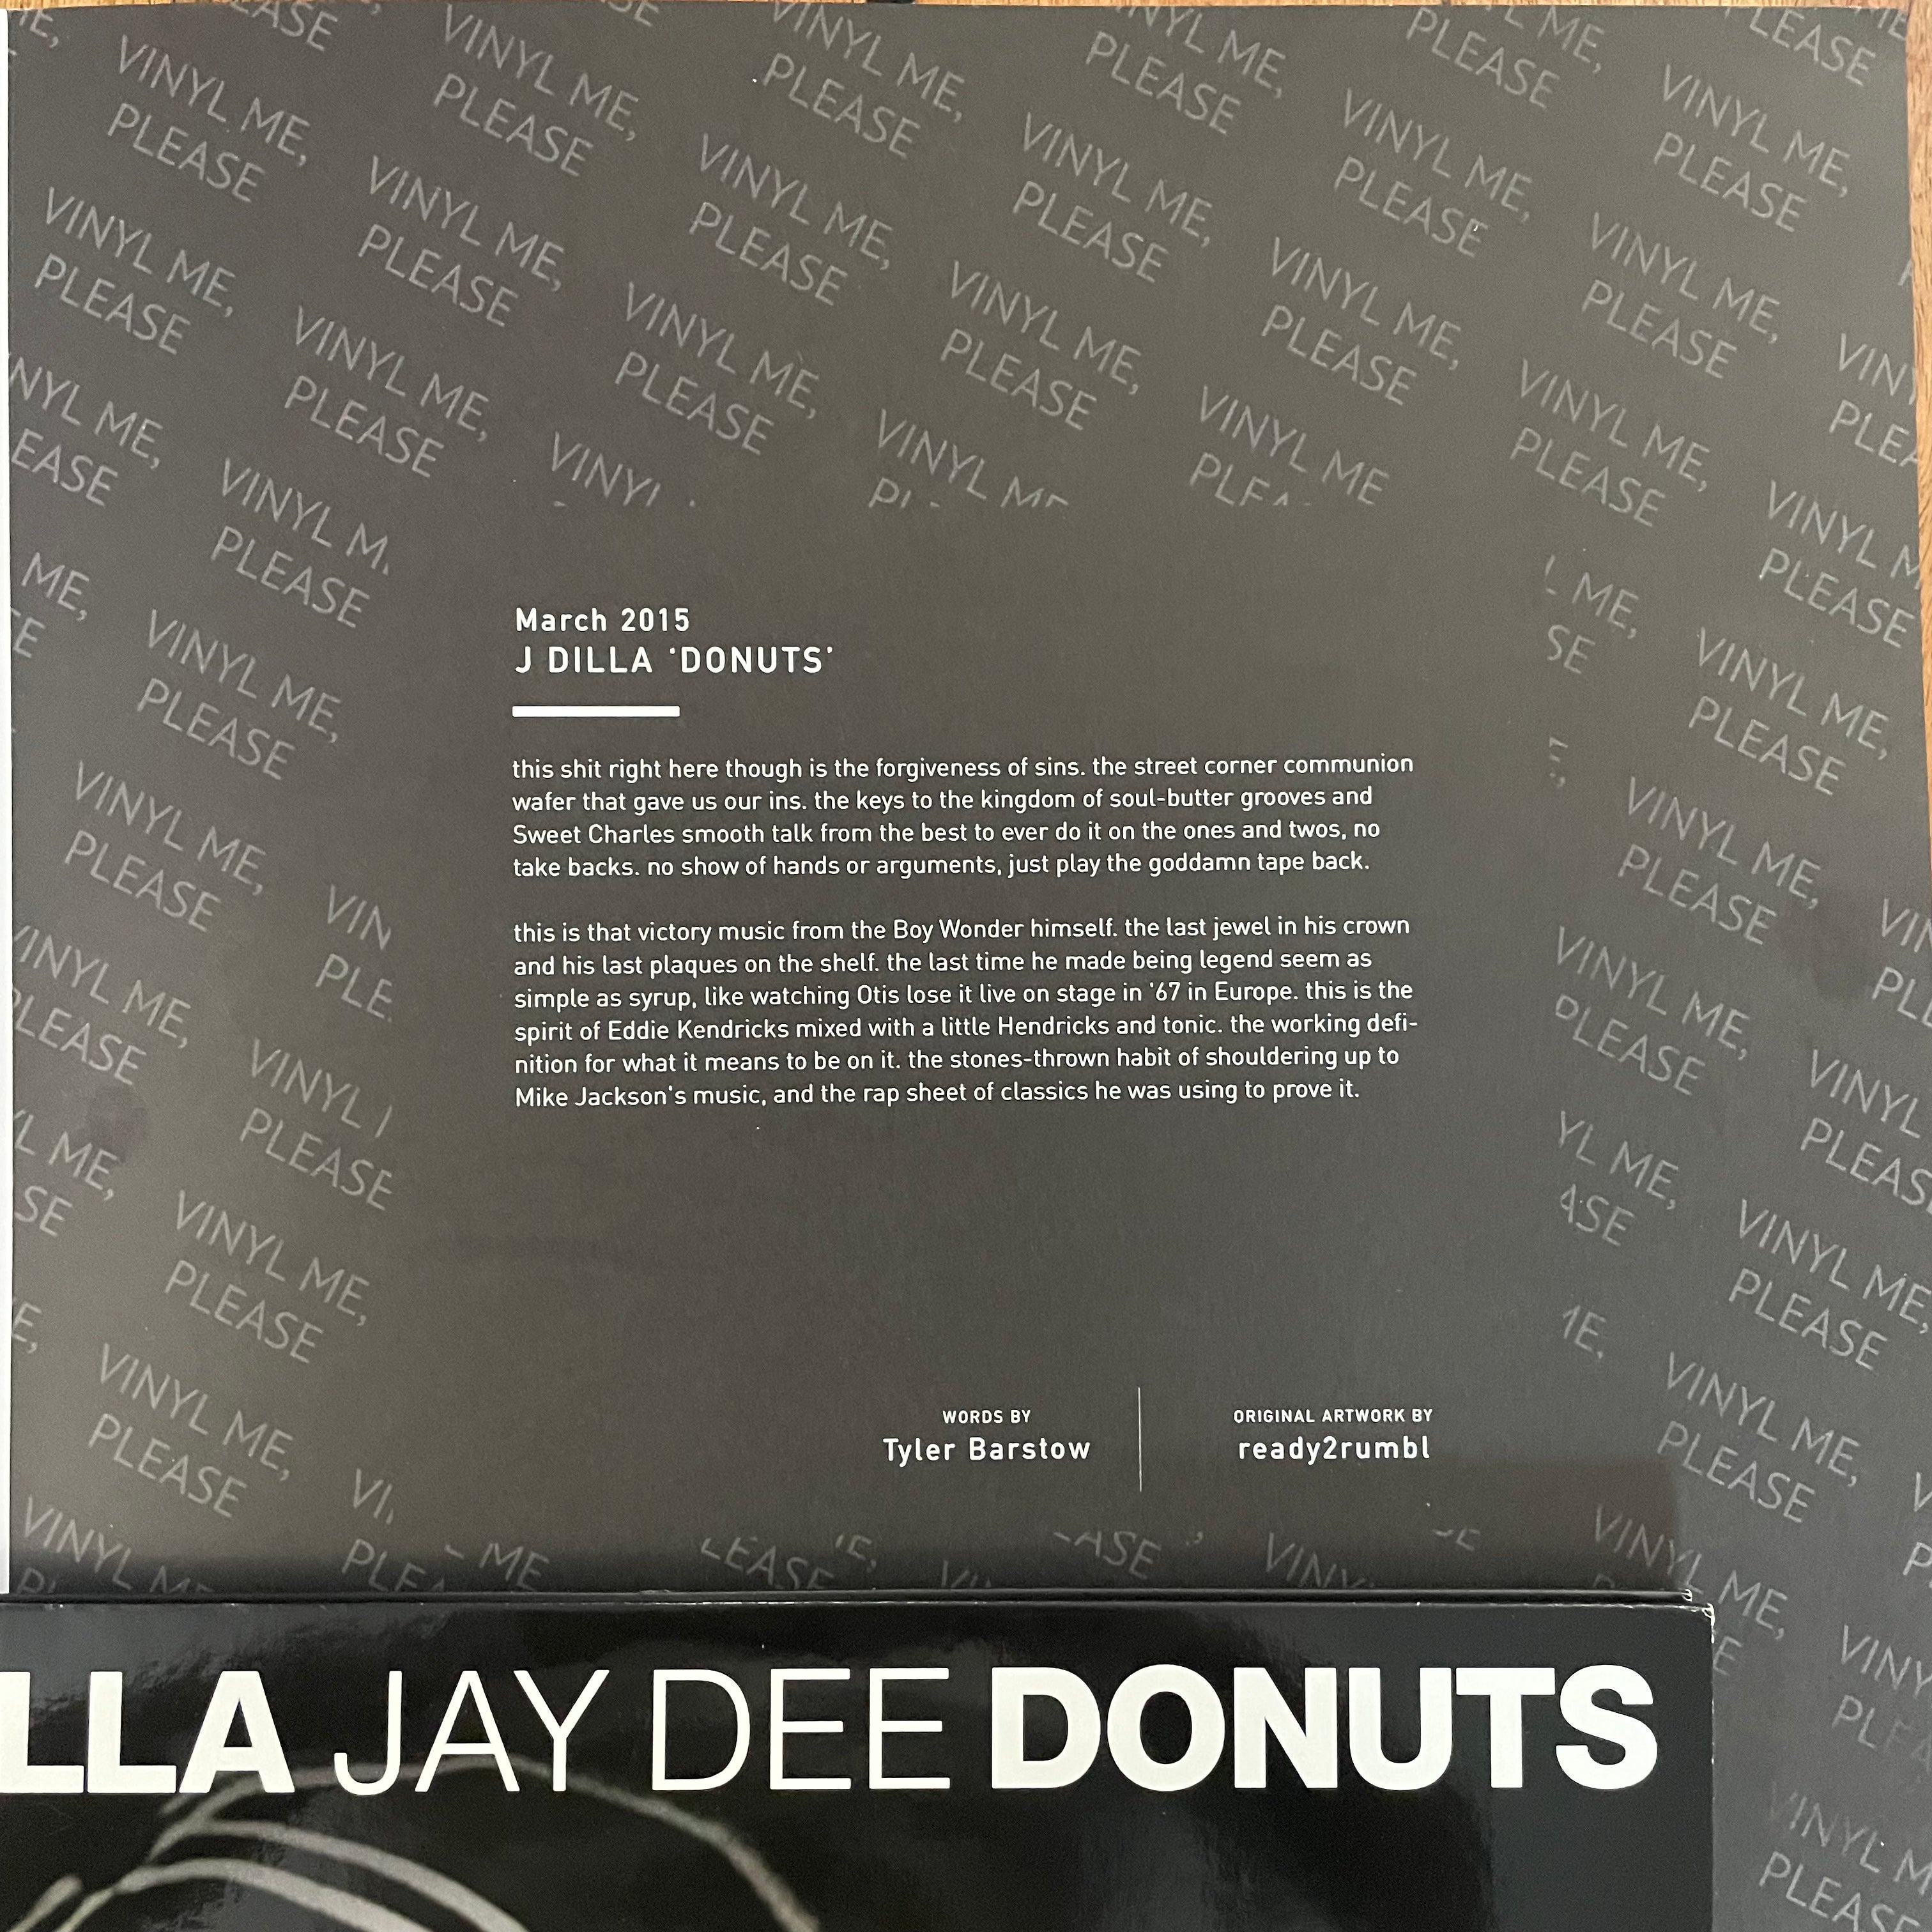 VINYL ME,
PLEASE
March 2015
J DILLA 'DONUTS'
this shit right here though is the forgiveness of sins. the street corner communion
wafer that gave us our ins. the keys to the kingdom of soul-butter grooves and
Sweet Charles smooth talk from the best to ever do it on the ones and twos, no
take backs. no show of hands or arguments, just play the goddamn tape back.
this is that victory music from the Boy Wonder himself. the last jewel in his crown
and his last plaques on the shelf. the last time he made being legend seem as
simple as syrup, like watching Otis lose it live on stage in '67 in Europe. this is the
spirit of Eddie Kendricks mixed with a little Hendricks and tonic. the working defi-
nition for what it means to be on it. the stones-thrown habit of shouldering up to
Mike Jackson's music, and the rap sheet of classics he was using to prove it.
WORDS BY
Tyler Barstow
ORIGINAL ARTWORK BY
ready2rumbl
LLA JAY DEE DONUTS